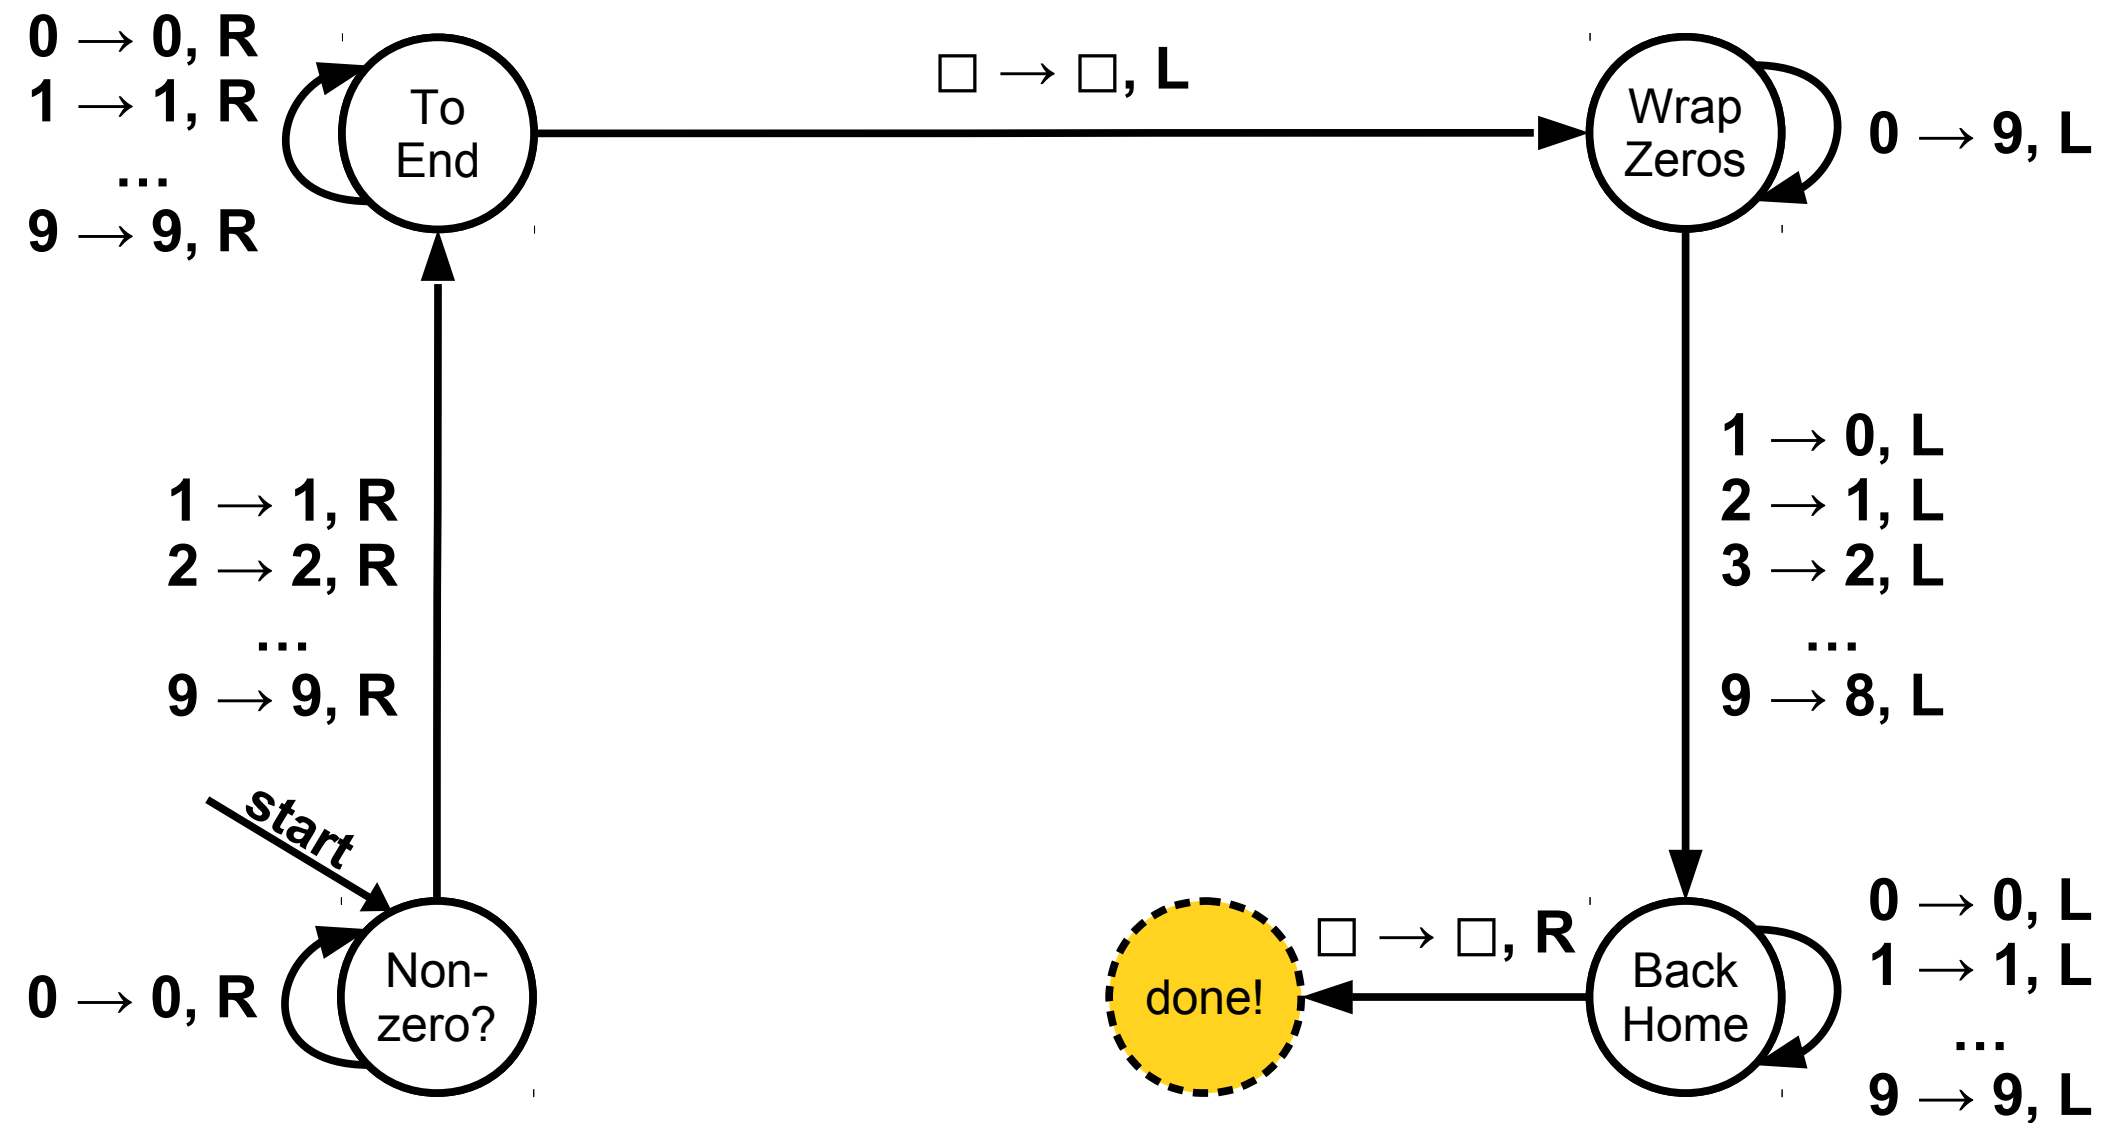 0 → 0, R
1 → 1, R
…
9 → 9, R
To
End
□ → □, L
Wrap
Zeros
0 → 9, L
1 → 1, R
2 → 2, R
…
9 → 9, R
1 → 0, L
2 → 1, L
3 → 2, L
…
9 → 8, L
start
0 → 0, R
Non-
zero?
done!
□ → □, R
Back
Home
0 → 0, L
1 → 1, L
…
9 → 9, L